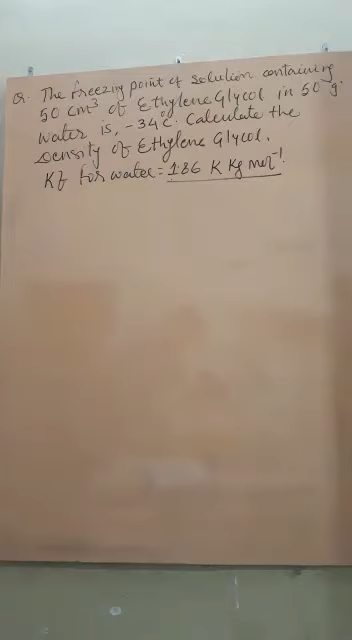 Q. The freezing point of solution containing
50 cm³ of Ethylene Glycol in 50 g.
water is, -34°C. Calculate the
Density of Ethylene Glycol.
Kf for water = 1.86 K Kg mol⁻¹.